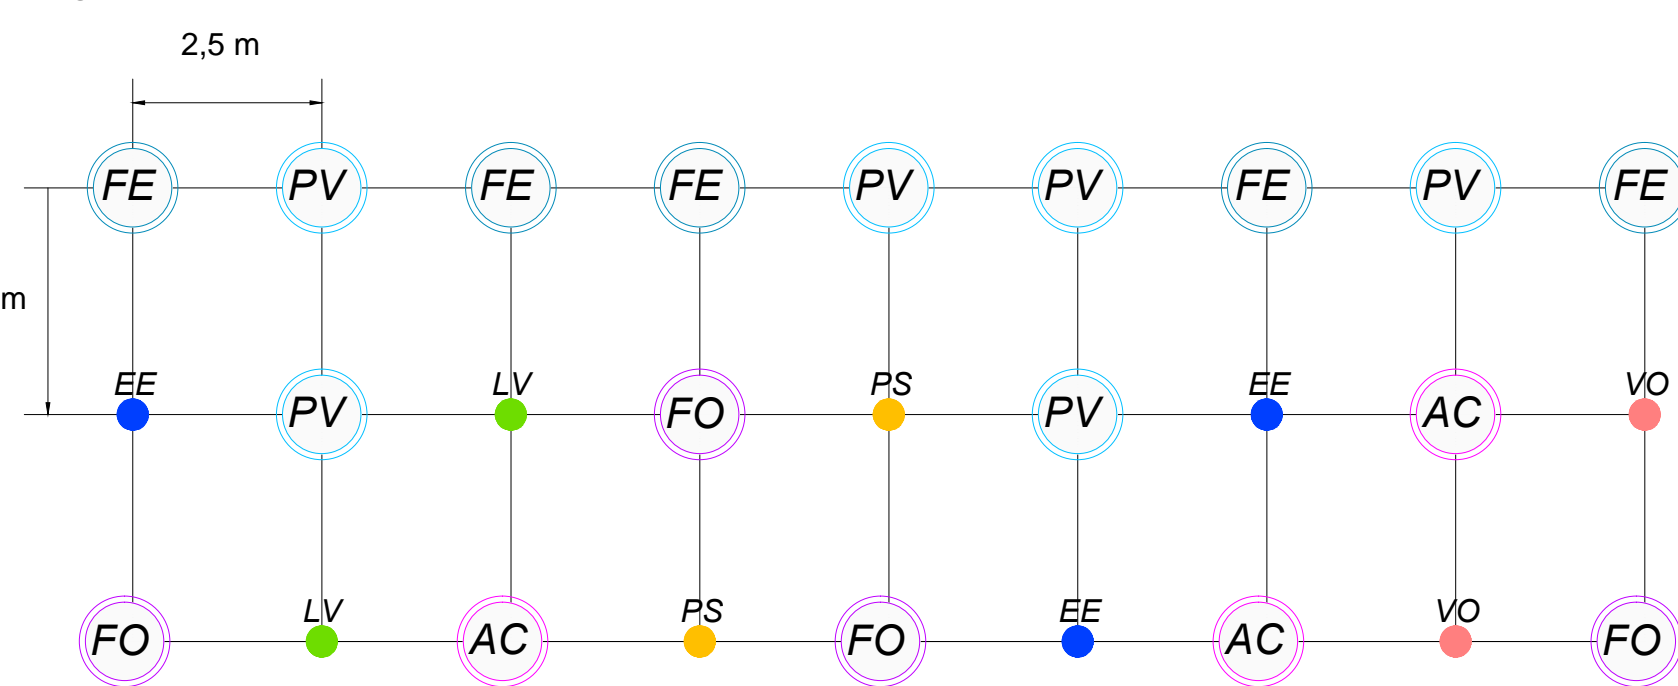 2,5 m
FE PV FE FE PV PV FE PV FE
m
EE LV PS EE VO
PV FO PV AC
LV PS EE VO
FO AC FO AC FO